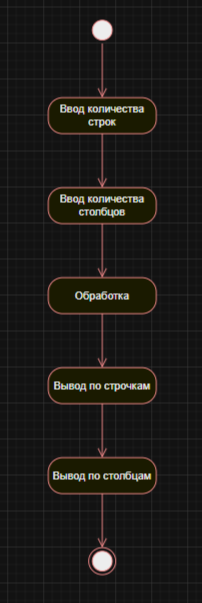 Ввод количества
строк
Ввод количества
столбцов
Обработка
Вывод по строчкам
Вывод по столбцам